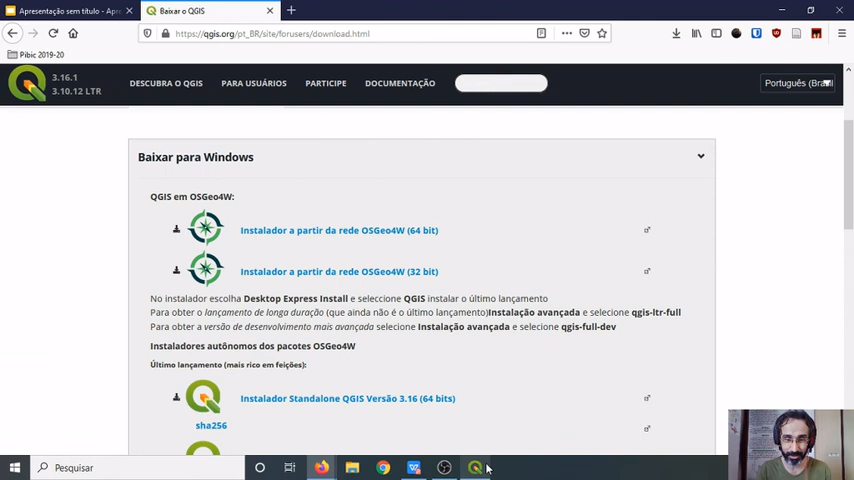 Apresentação sem título - Apr
Baixar o QGIS
https://qgis.org/pt_BR/site/forusers/download.html
Pibic 2019-20
3.16.1
3.10.12 LTR
DESCUBRA O QGIS
PARA USUÁRIOS
PARTICIPE
DOCUMENTAÇÃO
Português (Brasil
Baixar para Windows
QGIS em OSGeo4W:
Instalador a partir da rede OSGeo4W (64 bit)
Instalador a partir da rede OSGeo4W (32 bit)
No instalador escolha Desktop Express Install e seleccione QGIS instalar o último lançamento
Para obter o lançamento de longa duração (que ainda não é o último lançamento)Instalação avançada e selecione qgis-ltr-full
Para obter a versão de desenvolvimento mais avançada selecione Instalação avançada e selecione qgis-full-dev
Instaladores autônomos dos pacotes OSGeo4W
Último lançamento (mais rico em feições):
Instalador Standalone QGIS Versão 3.16 (64 bits)
sha256
Pesquisar